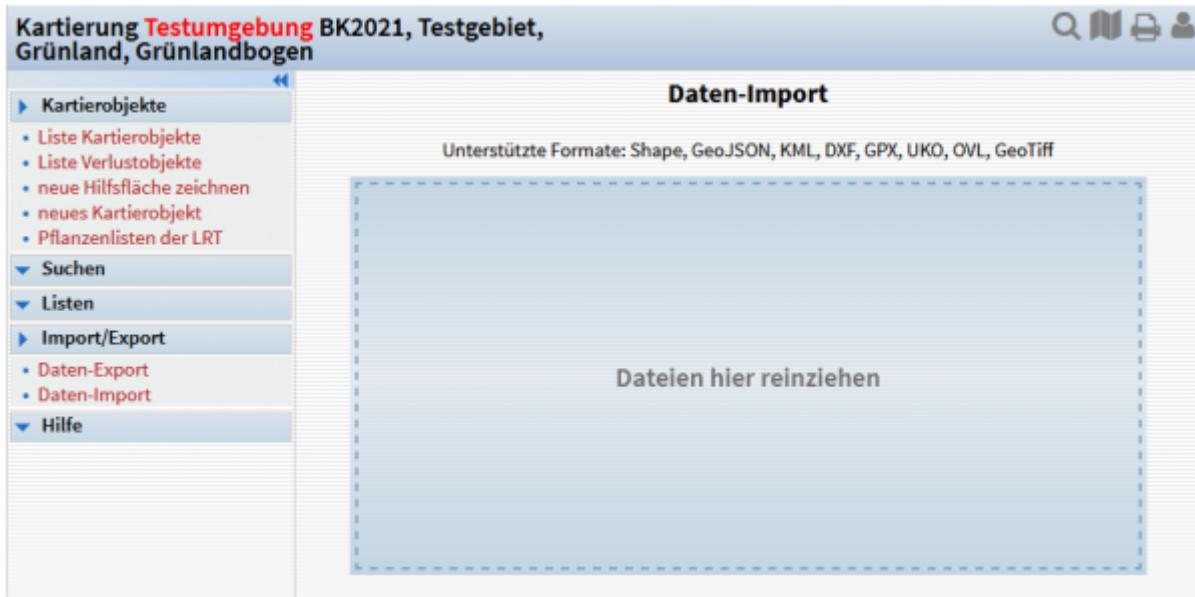 Kartierung Testumgebung BK2021, Testgebiet,
Grünland, Grünlandbogen
Kartierobjekte
Liste Kartierobjekte
Liste Verlustobjekte
neue Hilfsfläche zeichnen
neues Kartierobjekt
Pflanzenlisten der LRT
Suchen
Listen
Import/Export
Daten-Export
Daten-Import
Hilfe
Daten-Import
Unterstützte Formate: Shape, GeoJSON, KML, DXF, GPX, UKO, OVL, GeoTiff
Dateien hier reinziehen